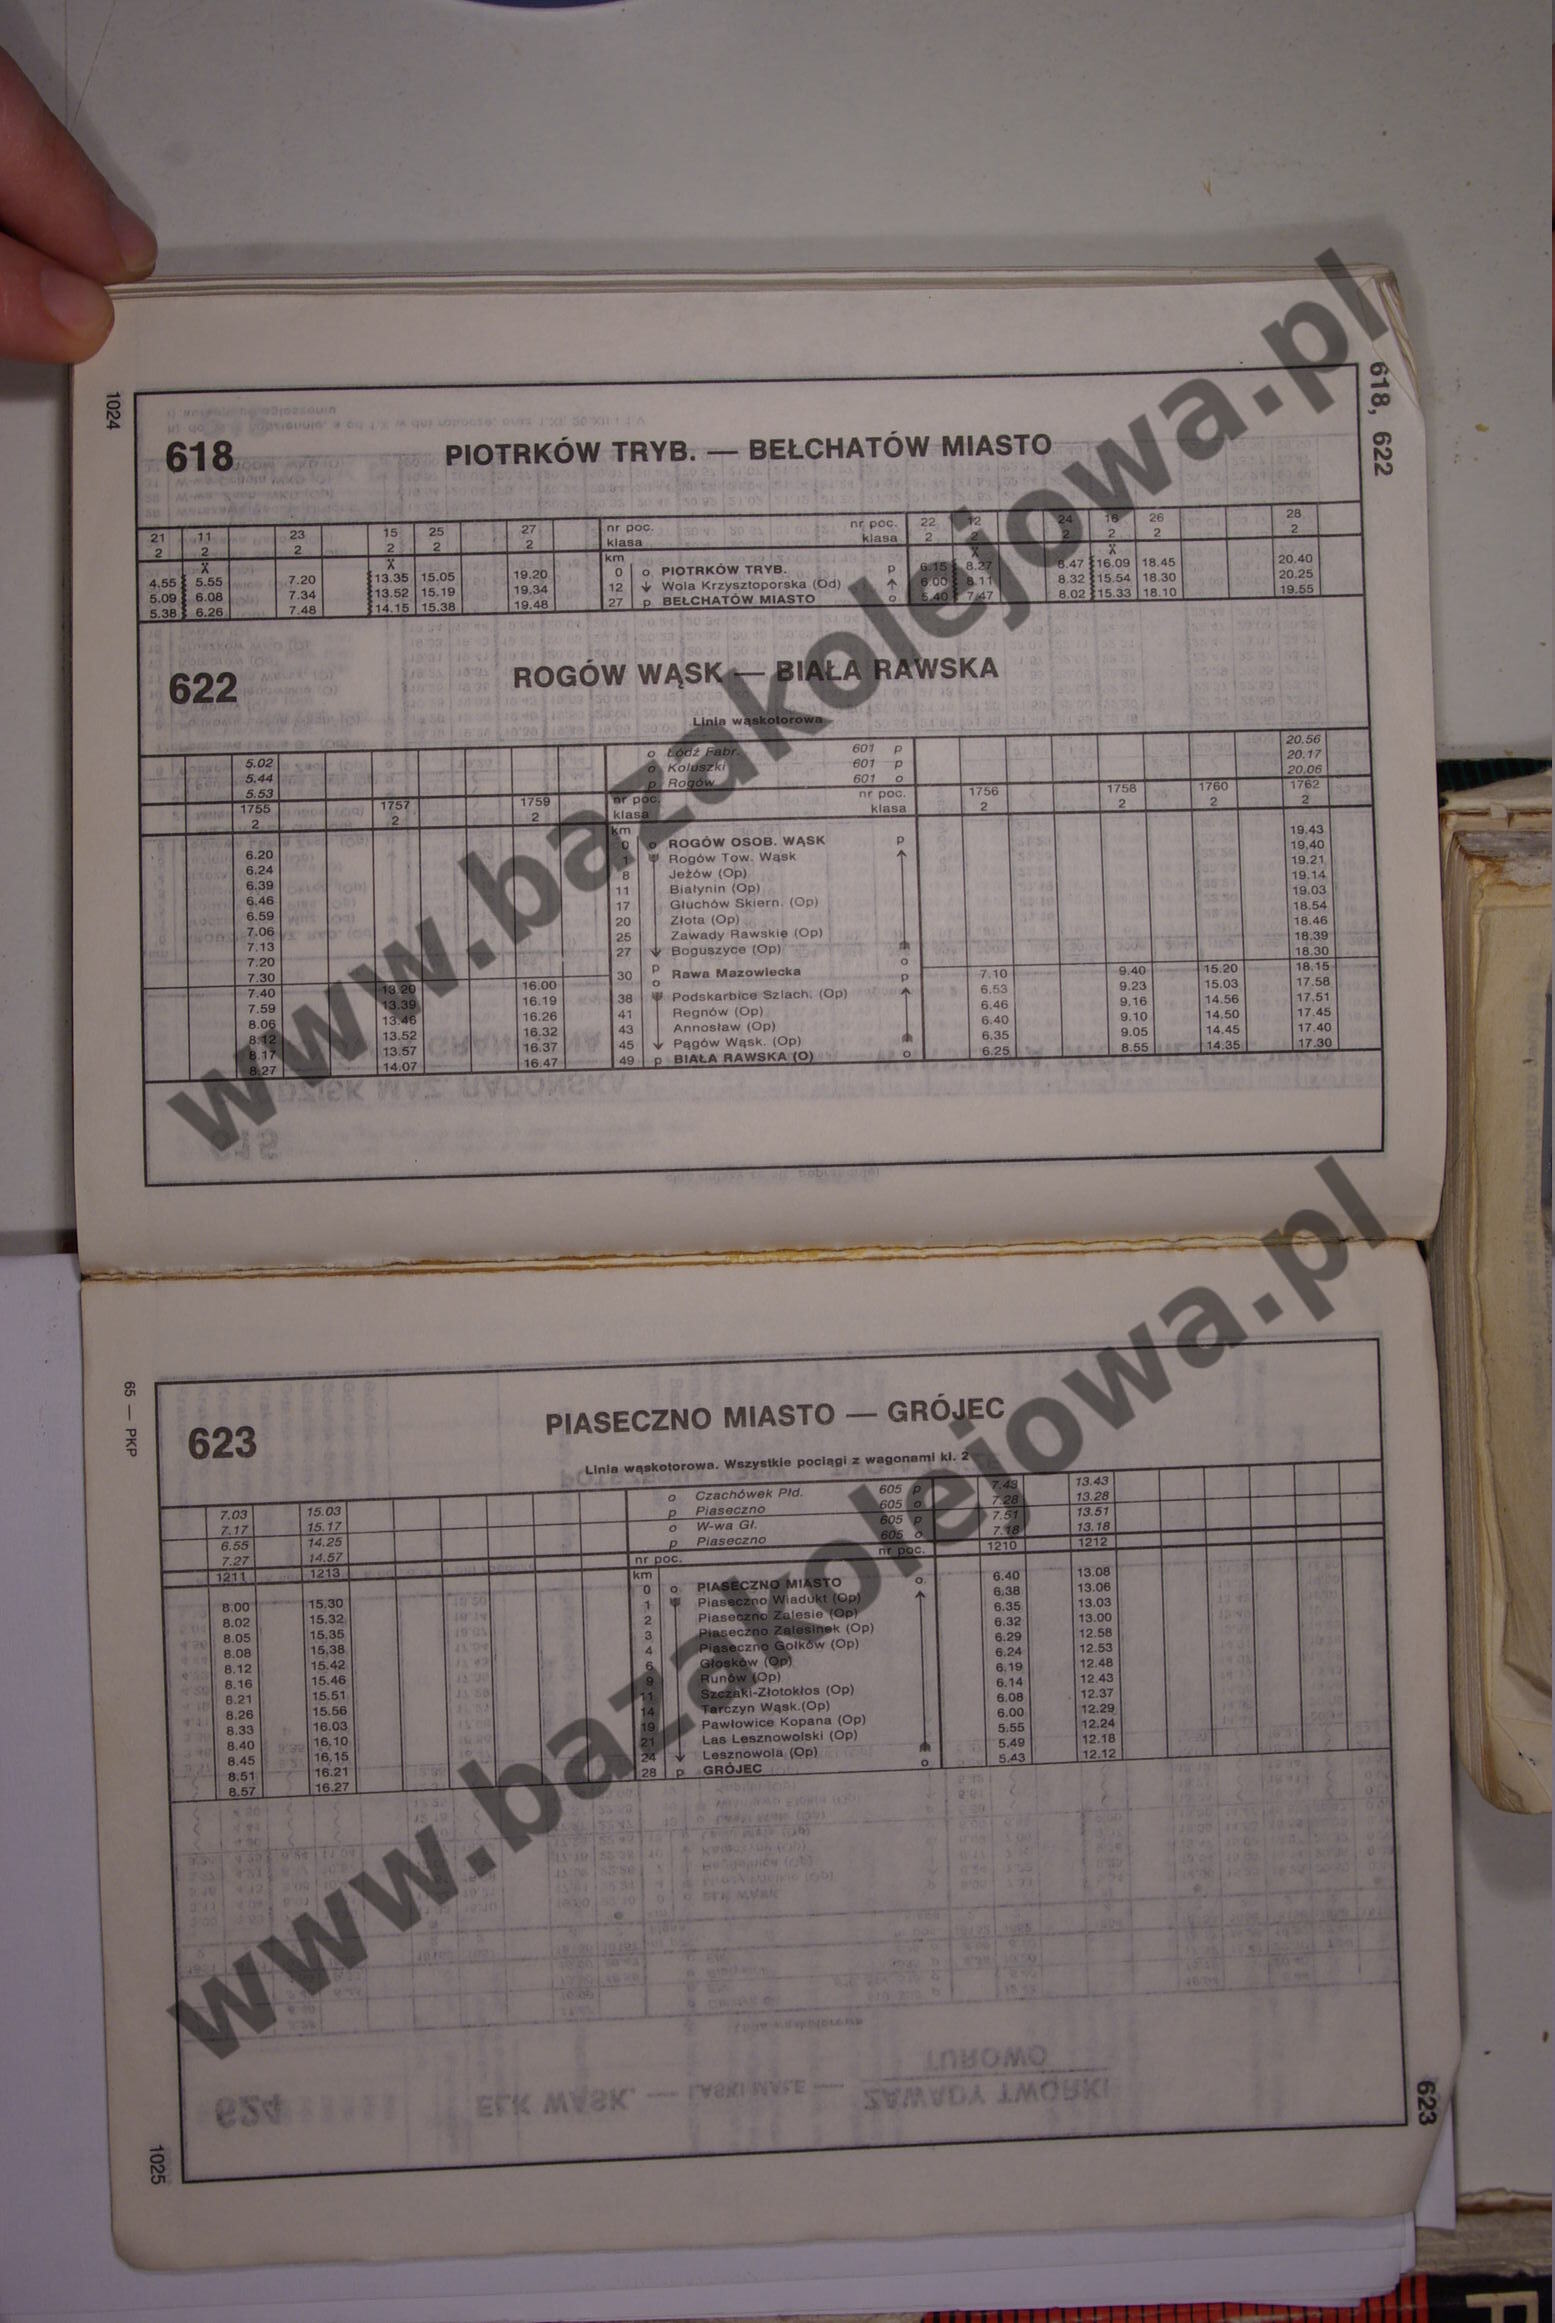 1024
618, 622
618 PIOTRKÓW TRYB. — BEŁCHATÓW MIASTO
21 11 23 15 25 27 nr poc. nr poc. 22 12 24 16 26 28
2 2 2 2 2 2 klasa klasa 2 2 2 2 2 2
X X km X X
4.55 5.55 7.20 13.35 15.05 19.20 0 o PIOTRKÓW TRYB. p 6.15 8.27 8.47 16.09 18.45 20.40
5.09 6.08 7.34 13.52 15.19 19.34 12 Wola Krzysztoporska (Od) 6.00 8.11 8.32 15.54 18.30 20.25
5.38 6.26 7.48 14.15 15.38 19.48 27 p BEŁCHATÓW MIASTO o 5.40 7.47 8.02 15.33 18.10 19.55
622 ROGÓW WĄSK — BIAŁA RAWSKA
Linia wąskotorowa
5.02 o Łódź Fabr. 601 p 20.56
5.44 o Koluszki 601 p 20.17
5.53 p Rogów 601 o 20.06
1755 1757 1759 nr poc. nr poc. 1756 1758 1760 1762
2 2 2 klasa klasa 2 2 2 2
km
6.20 0 o ROGÓW OSOB. WĄSK p 19.43
6.24 1 Rogów Tow. Wąsk 19.40
6.39 8 Jeżów (Op) 19.21
6.46 11 Białynin (Op) 19.14
6.59 17 Głuchów Skiern. (Op) 19.03
7.06 20 Złota (Op) 18.54
7.13 25 Zawady Rawskie (Op) 18.46
7.20 27 Boguszyce (Op) 18.39
7.30 30 p Rawa Mazowiecka o 18.30
7.40 13.20 16.00 o p 7.10 9.40 15.20 18.15
7.59 13.39 16.19 38 Podskarbice Szlach. (Op) 6.53 9.23 15.03 17.58
8.06 13.46 16.26 41 Regnów (Op) 6.46 9.16 14.56 17.51
8.12 13.52 16.32 43 Annosław (Op) 6.40 9.10 14.50 17.45
8.17 13.57 16.37 45 Pągów Wąsk. (Op) 6.35 9.05 14.45 17.40
8.27 14.07 16.47 49 p BIAŁA RAWSKA (O) o 6.25 8.55 14.35 17.30
www.bazakolejowa.pl
65 — PKP
623 PIASECZNO MIASTO — GRÓJEC
Linia wąskotorowa. Wszystkie pociągi z wagonami kl. 2
7.03 15.03 o Czachówek Płd. 605 p 7.43 13.43
7.17 15.17 p Piaseczno 605 o 7.28 13.28
6.55 14.25 o W-wa Gł. 605 p 7.51 13.51
7.27 14.57 p Piaseczno 605 o 7.18 13.18
1211 1213 nr poc. nr poc. 1210 1212
km
8.00 15.30 0 o PIASECZNO MIASTO o 6.40 13.08
8.02 15.32 1 Piaseczno Wiadukt (Op) 6.38 13.06
8.05 15.35 2 Piaseczno Zalesie (Op) 6.35 13.03
8.08 15.38 3 Piaseczno Zalesinek (Op) 6.32 13.00
8.12 15.42 4 Piaseczno Gołków (Op) 6.29 12.58
8.16 15.46 6 Głosków (Op) 6.24 12.53
8.21 15.51 9 Runów (Op) 6.19 12.48
8.26 15.56 11 Szczaki-Złotokłos (Op) 6.14 12.43
8.33 16.03 14 Tarczyn Wąsk.(Op) 6.08 12.37
8.40 16.10 19 Pawłowice Kopana (Op) 6.00 12.29
8.45 16.15 21 Las Lesznowolski (Op) 5.55 12.24
8.51 16.21 24 Lesznowola (Op) 5.49 12.18
8.57 16.27 28 p GRÓJEC o 5.43 12.12
www.bazakolejowa.pl
1025
623